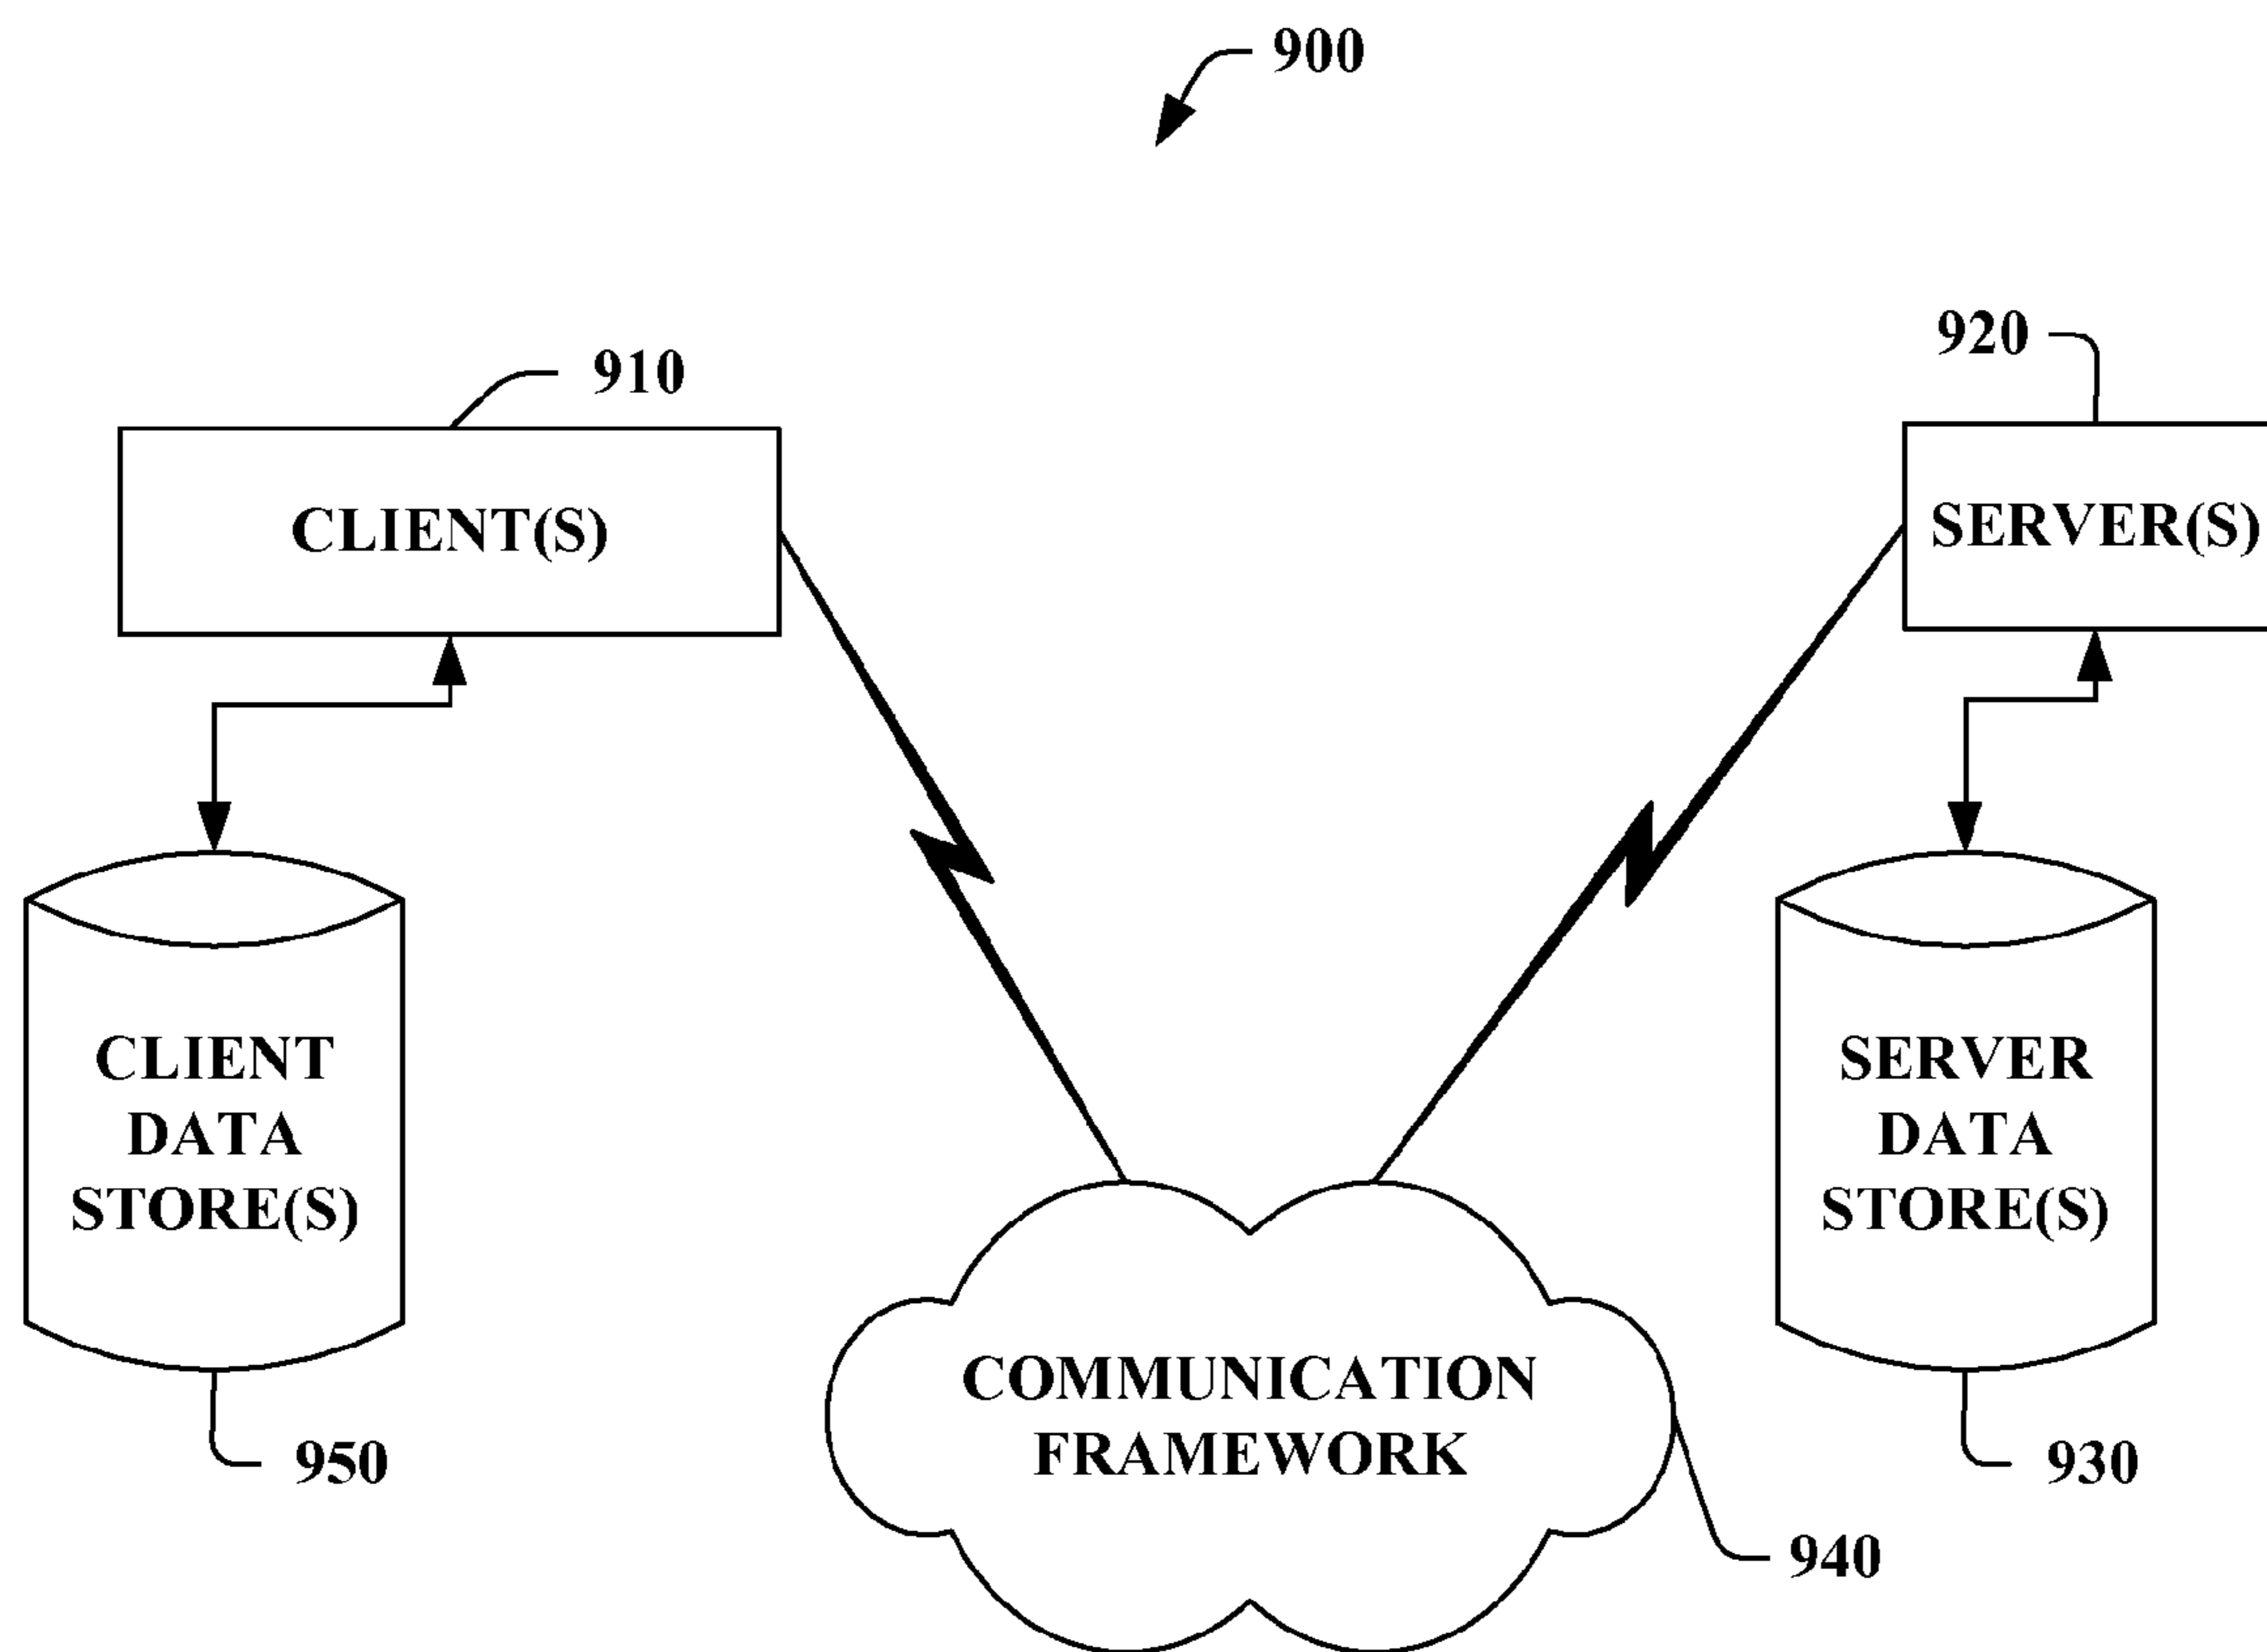 900
910
920
CLIENT(S)
SERVER(S)
CLIENT
DATA
STORE(S)
SERVER
DATA
STORE(S)
COMMUNICATION
FRAMEWORK
950
930
940